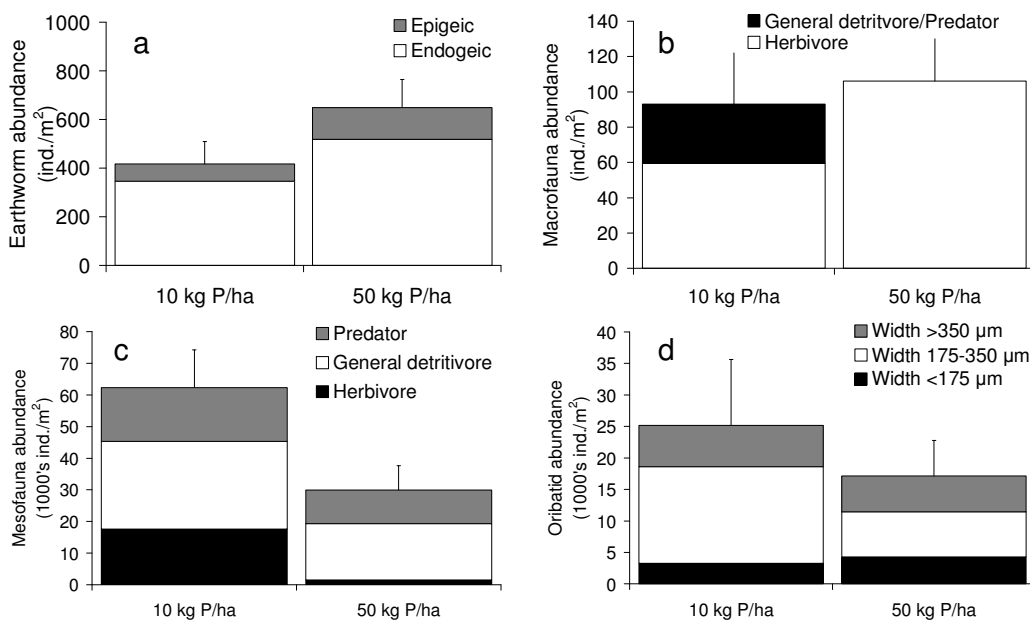 a
Epigeic
Endogeic
Earthworm abundance
(ind./m²)
1000
800
600
400
200
0
10 kg P/ha
50 kg P/ha
b
General detritvore/Predator
Herbivore
Macrofauna abundance
(ind./m²)
140
120
100
80
60
40
20
0
10 kg P/ha
50 kg P/ha
c
Predator
General detritivore
Herbivore
Mesofauna abundance
(1000's ind./m²)
80
70
60
50
40
30
20
10
0
10 kg P/ha
50 kg P/ha
d
Width >350 µm
Width 175-350 µm
Width <175 µm
Oribatid abundance
(1000's ind./m²)
40
35
30
25
20
15
10
5
0
10 kg P/ha
50 kg P/ha